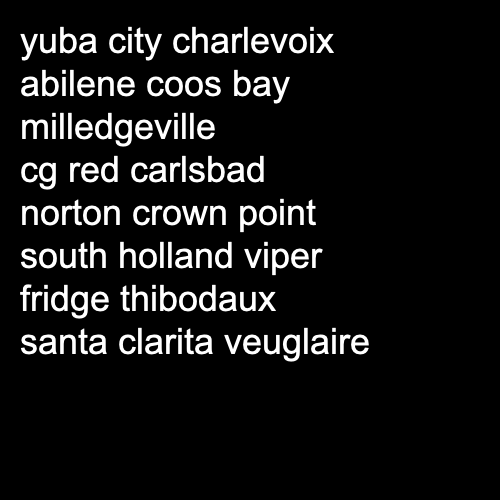 yuba city charlevoix
abilene coos bay
milledgeville
cg red carlsbad
norton crown point
south holland viper
fridge thibodaux
santa clarita veuglaire